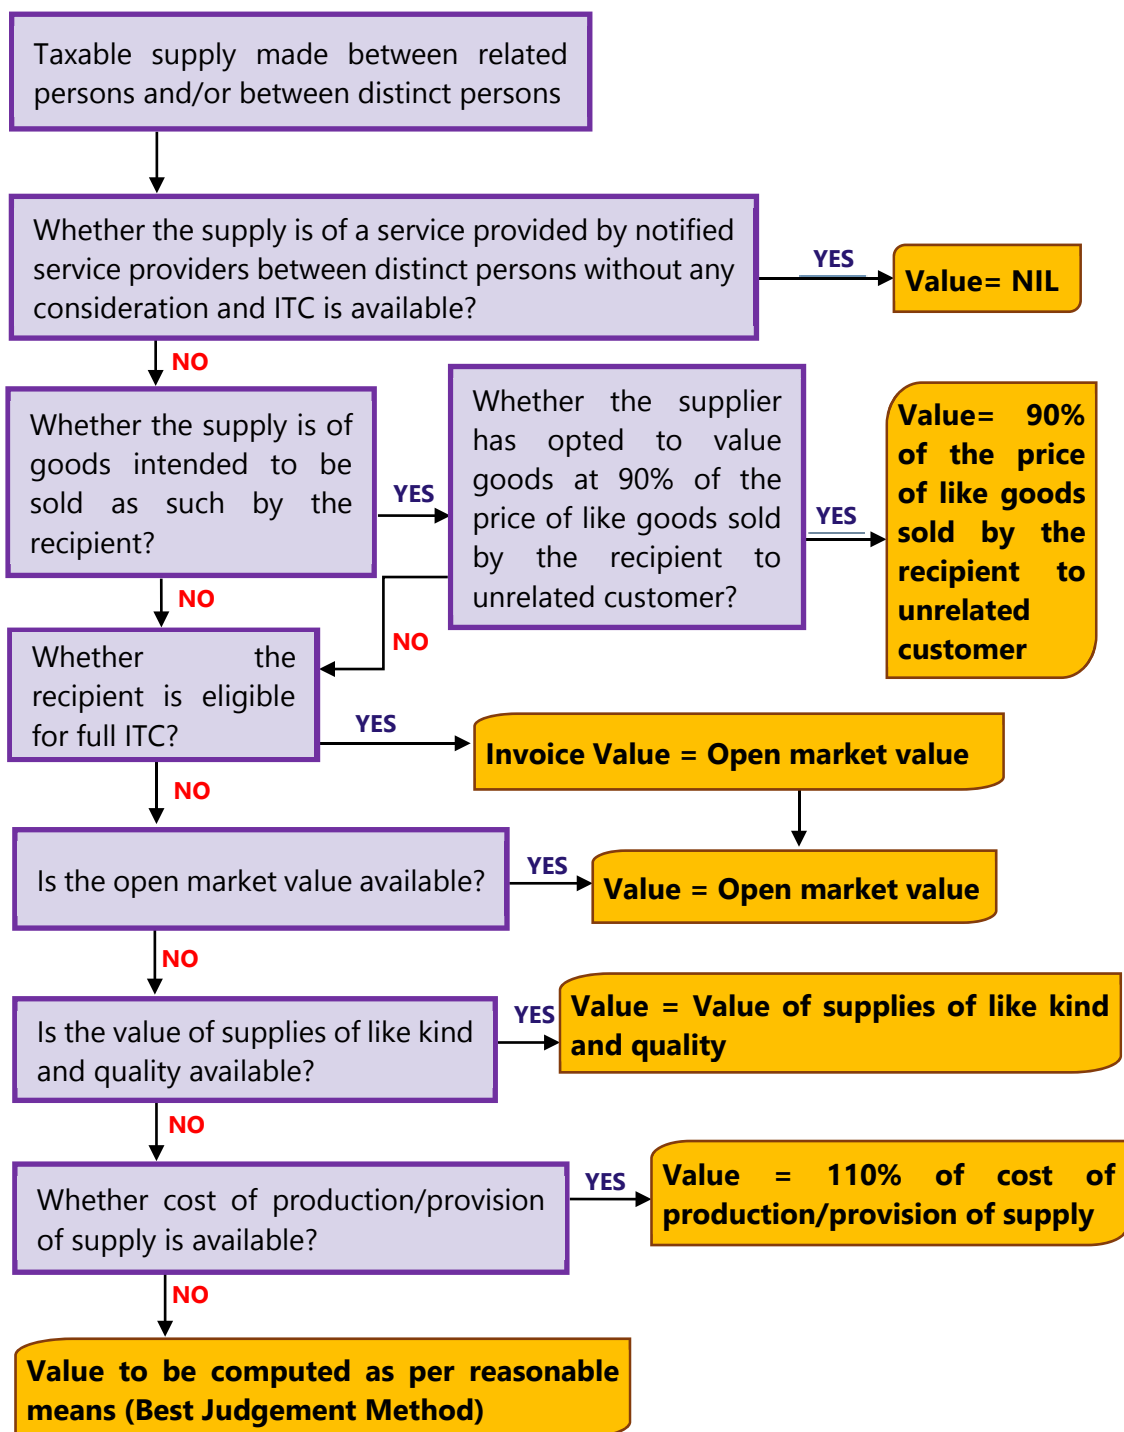 Taxable supply made between related
persons and/or between distinct persons
Whether the supply is of a service provided by notified
service providers between distinct persons without any
consideration and ITC is available?
YES
Value= NIL
NO
Whether the supply is of
goods intended to be
sold as such by the
recipient?
YES
Whether the supplier
has opted to value
goods at 90% of the
price of like goods sold
by the recipient to
unrelated customer?
YES
Value= 90%
of the price
of like goods
sold by the
recipient to
unrelated
customer
NO
NO
Whether the
recipient is eligible
for full ITC?
YES
Invoice Value = Open market value
NO
Is the open market value available?
YES
Value = Open market value
NO
Is the value of supplies of like kind
and quality available?
YES
Value = Value of supplies of like kind
and quality
NO
Whether cost of production/provision
of supply is available?
YES
Value = 110% of cost of
production/provision of supply
NO
Value to be computed as per reasonable
means (Best Judgement Method)